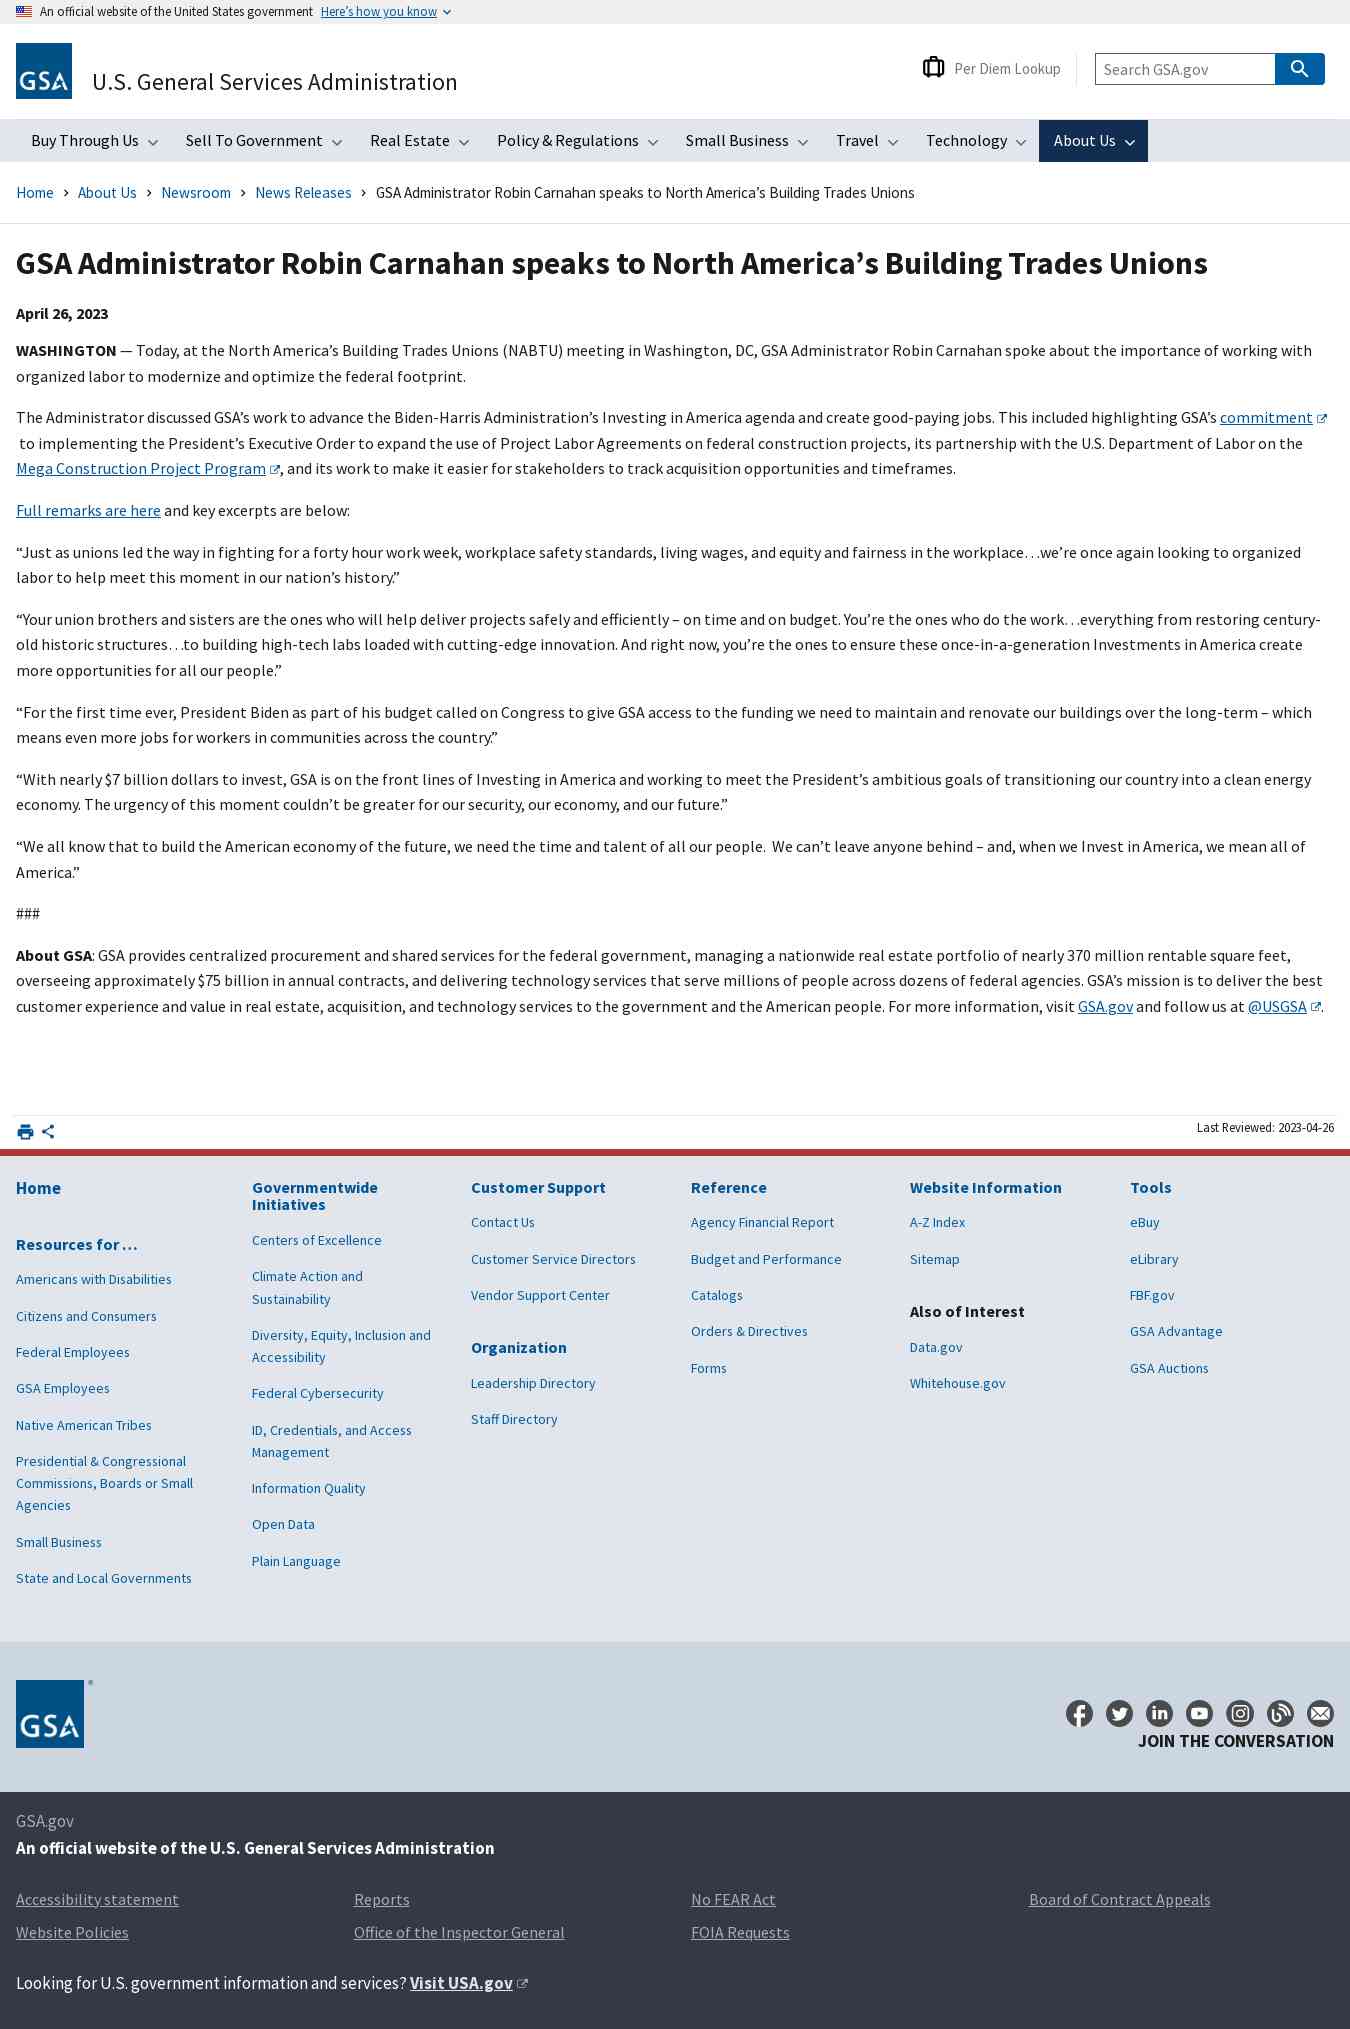 An official website of the United States government Here's how you know
GSA
U.S. General Services Administration
Per Diem Lookup
Search GSA.gov
Buy Through Us Sell To Government Real Estate Policy & Regulations Small Business Travel Technology About Us
Home About Us Newsroom News Releases GSA Administrator Robin Carnahan speaks to North America’s Building Trades Unions
GSA Administrator Robin Carnahan speaks to North America’s Building Trades Unions
April 26, 2023
WASHINGTON — Today, at the North America’s Building Trades Unions (NABTU) meeting in Washington, DC, GSA Administrator Robin Carnahan spoke about the importance of working with
organized labor to modernize and optimize the federal footprint.
The Administrator discussed GSA’s work to advance the Biden-Harris Administration’s Investing in America agenda and create good-paying jobs. This included highlighting GSA’s commitment
to implementing the President’s Executive Order to expand the use of Project Labor Agreements on federal construction projects, its partnership with the U.S. Department of Labor on the
Mega Construction Project Program, and its work to make it easier for stakeholders to track acquisition opportunities and timeframes.
Full remarks are here and key excerpts are below:
“Just as unions led the way in fighting for a forty hour work week, workplace safety standards, living wages, and equity and fairness in the workplace…we’re once again looking to organized
labor to help meet this moment in our nation’s history.”
“Your union brothers and sisters are the ones who will help deliver projects safely and efficiently – on time and on budget. You’re the ones who do the work…everything from restoring century-
old historic structures…to building high-tech labs loaded with cutting-edge innovation. And right now, you’re the ones to ensure these once-in-a-generation Investments in America create
more opportunities for all our people.”
“For the first time ever, President Biden as part of his budget called on Congress to give GSA access to the funding we need to maintain and renovate our buildings over the long-term – which
means even more jobs for workers in communities across the country.”
“With nearly $7 billion dollars to invest, GSA is on the front lines of Investing in America and working to meet the President’s ambitious goals of transitioning our country into a clean energy
economy. The urgency of this moment couldn’t be greater for our security, our economy, and our future.”
“We all know that to build the American economy of the future, we need the time and talent of all our people.  We can’t leave anyone behind – and, when we Invest in America, we mean all of
America.”
###
About GSA: GSA provides centralized procurement and shared services for the federal government, managing a nationwide real estate portfolio of nearly 370 million rentable square feet,
overseeing approximately $75 billion in annual contracts, and delivering technology services that serve millions of people across dozens of federal agencies. GSA’s mission is to deliver the best
customer experience and value in real estate, acquisition, and technology services to the government and the American people. For more information, visit GSA.gov and follow us at @USGSA.
Last Reviewed: 2023-04-26
Home
Resources for …
Americans with Disabilities
Citizens and Consumers
Federal Employees
GSA Employees
Native American Tribes
Presidential & Congressional
Commissions, Boards or Small
Agencies
Small Business
State and Local Governments
Governmentwide
Initiatives
Centers of Excellence
Climate Action and
Sustainability
Diversity, Equity, Inclusion and
Accessibility
Federal Cybersecurity
ID, Credentials, and Access
Management
Information Quality
Open Data
Plain Language
Customer Support
Contact Us
Customer Service Directors
Vendor Support Center
Organization
Leadership Directory
Staff Directory
Reference
Agency Financial Report
Budget and Performance
Catalogs
Orders & Directives
Forms
Website Information
A-Z Index
Sitemap
Also of Interest
Data.gov
Whitehouse.gov
Tools
eBuy
eLibrary
FBF.gov
GSA Advantage
GSA Auctions
GSA ®
JOIN THE CONVERSATION
GSA.gov
An official website of the U.S. General Services Administration
Accessibility statement Reports No FEAR Act Board of Contract Appeals
Website Policies Office of the Inspector General FOIA Requests
Looking for U.S. government information and services? Visit USA.gov